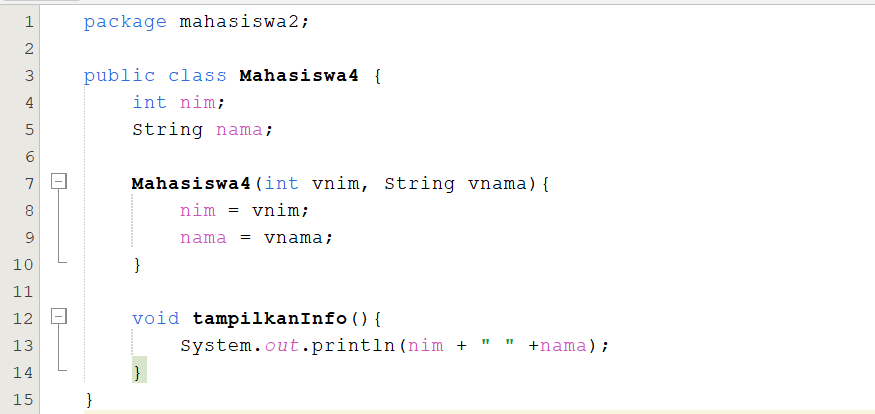 1 package mahasiswa2;
2
3 public class Mahasiswa4 {
4     int nim;
5     String nama;
6
7     Mahasiswa4(int vnim, String vnama){
8         nim = vnim;
9         nama = vnama;
10     }
11
12     void tampilkanInfo(){
13         System.out.println(nim + " " +nama);
14     }
15 }